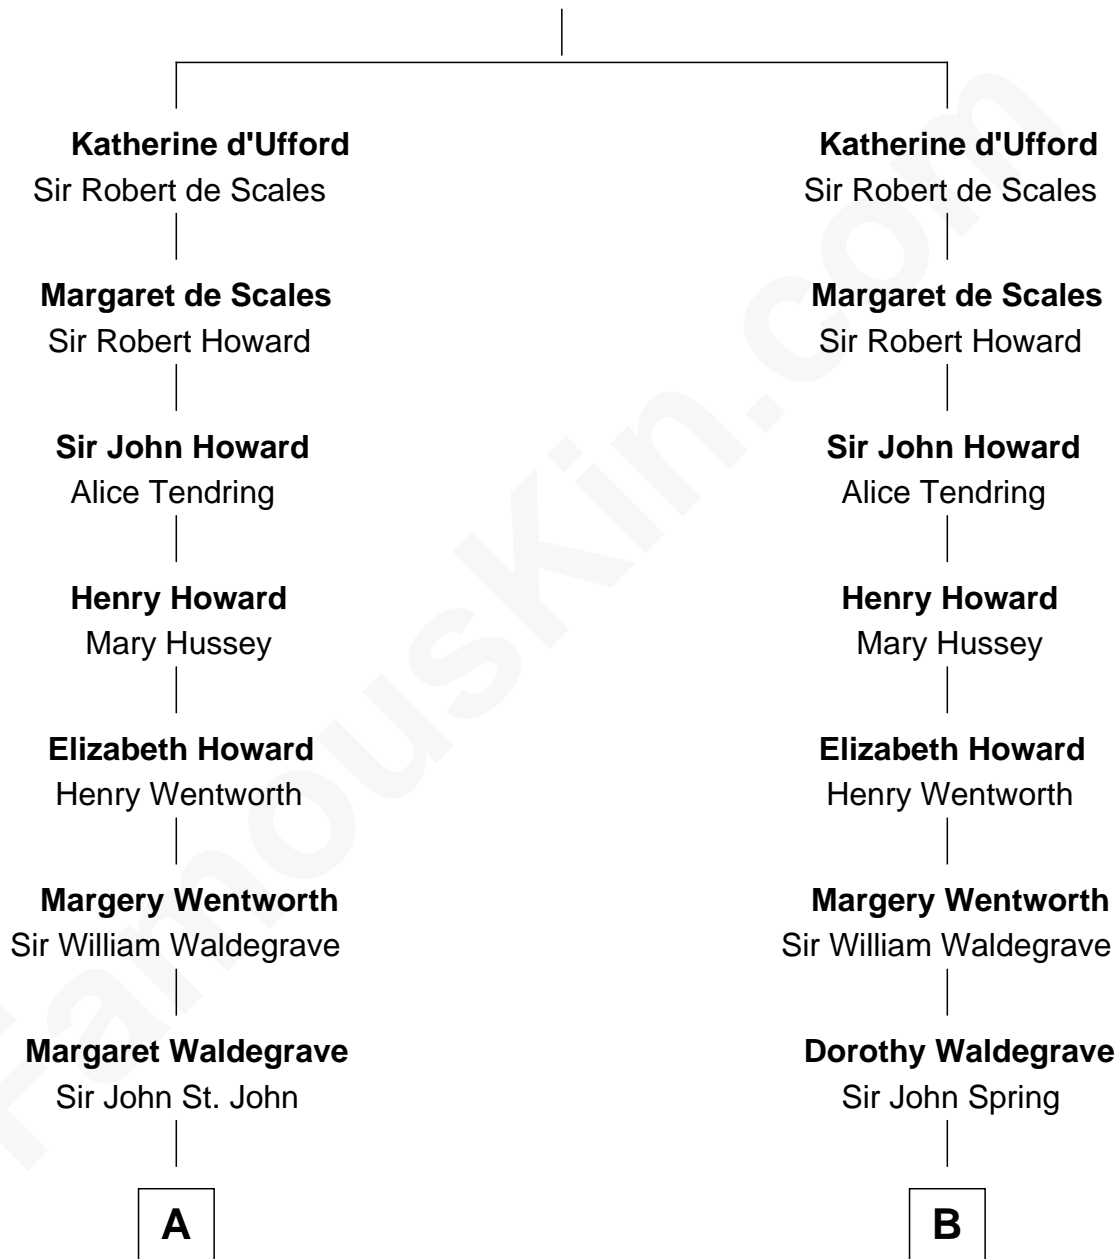 Katherine d'Ufford
Sir Robert de Scales
Margaret de Scales
Sir Robert Howard
Sir John Howard
Alice Tendring
Henry Howard
Mary Hussey
Elizabeth Howard
Henry Wentworth
Margery Wentworth
Sir William Waldegrave
Margaret Waldegrave
Sir John St. John
A
Katherine d'Ufford
Sir Robert de Scales
Margaret de Scales
Sir Robert Howard
Sir John Howard
Alice Tendring
Henry Howard
Mary Hussey
Elizabeth Howard
Henry Wentworth
Margery Wentworth
Sir William Waldegrave
Dorothy Waldegrave
Sir John Spring
B
FamousKin.com